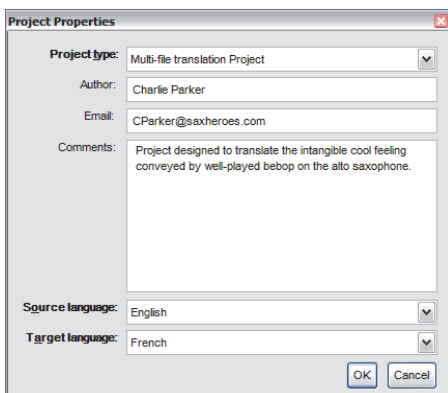 Project Properties
Project type: Multi-file translation Project
Author: Charlie Parker
Email: CParker@saxheroes.com
Comments: Project designed to translate the intangible cool feeling
conveyed by well-played bebop on the alto saxophone.
Source language: English
Target language: French
OK Cancel